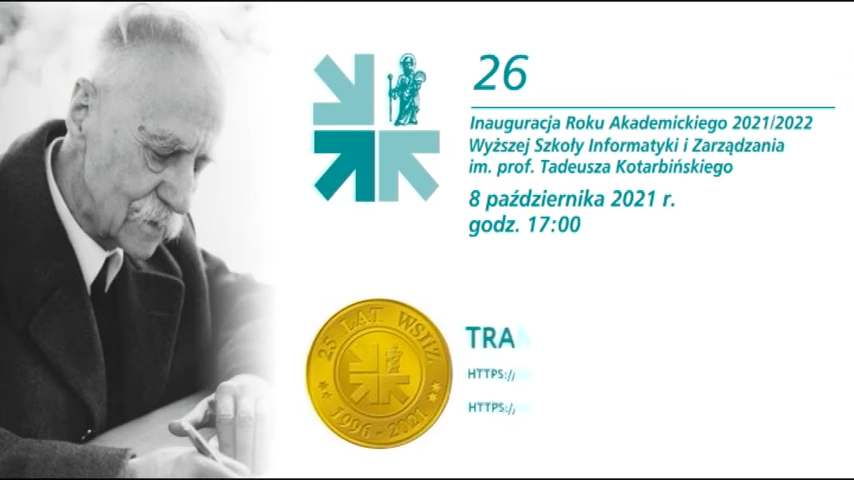 26
Inauguracja Roku Akademickiego 2021/2022
Wyższej Szkoły Informatyki i Zarządzania
im. prof. Tadeusza Kotarbińskiego
8 października 2021 r.
godz. 17:00
25 LAT WSIiZ
1996 - 2021
TRA
HTTPS://
HTTPS://